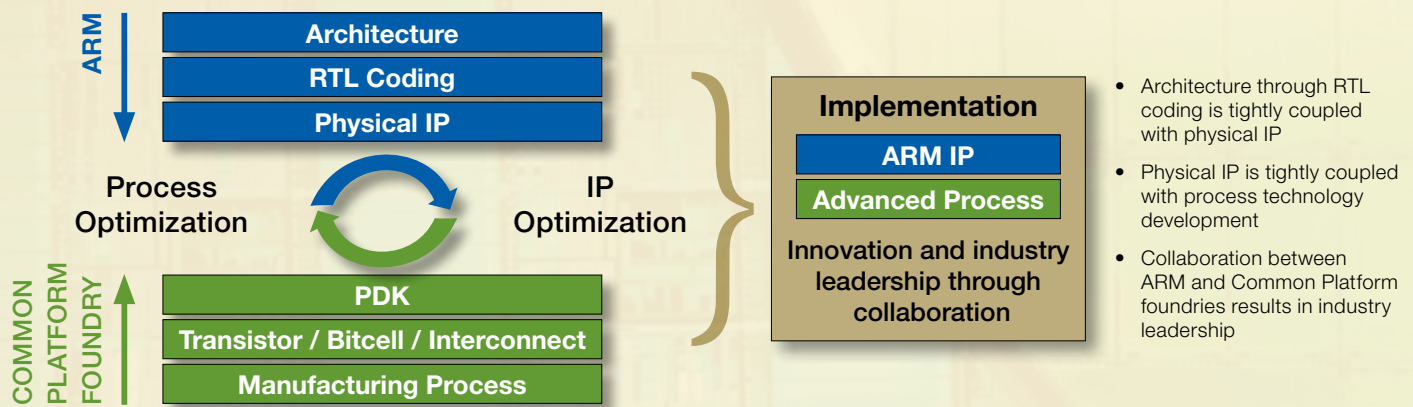 ARM
Architecture
RTL Coding
Physical IP
Process
Optimization
IP
Optimization
COMMON
PLATFORM
FOUNDRY
PDK
Transistor / Bitcell / Interconnect
Manufacturing Process
Implementation
ARM IP
Advanced Process
Innovation and industry
leadership through
collaboration
• Architecture through RTL
coding is tightly coupled
with physical IP
• Physical IP is tightly coupled
with process technology
development
• Collaboration between
ARM and Common Platform
foundries results in industry
leadership